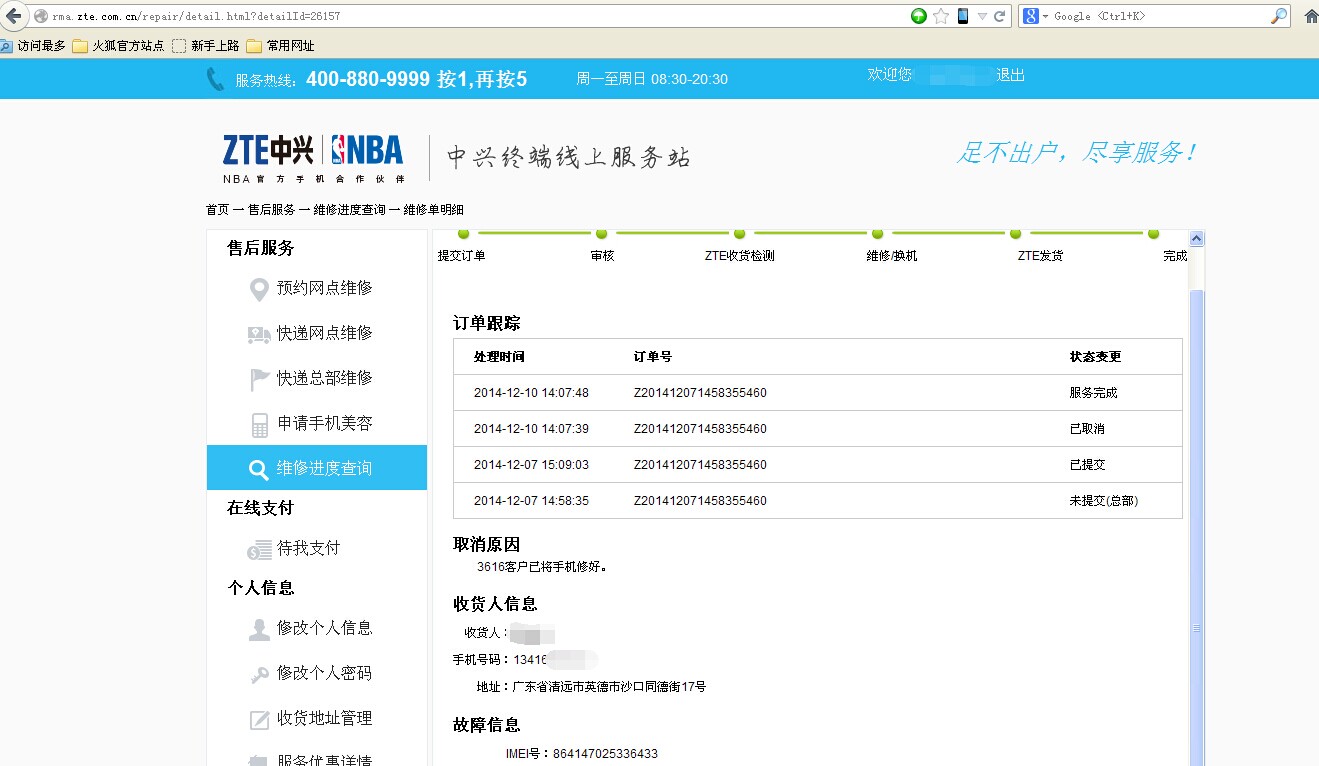 rma.zte.com.cn/repair/detail.html?detailId=26157
Google <Ctrl+K>
访问最多 火狐官方站点 新手上路 常用网址
服务热线: 400-880-9999 按1,再按5 周一至周日 08:30-20:30 欢迎您 退出
ZTE中兴 NBA
NBA官方手机合作伙伴
中兴终端线上服务站
足不出户，尽享服务！
首页 — 售后服务 — 维修进度查询 — 维修单明细
售后服务
预约网点维修
快递网点维修
快递总部维修
申请手机美容
维修进度查询
在线支付
待我支付
个人信息
修改个人信息
修改个人密码
收货地址管理
服务优惠详情
提交订单 审核 ZTE收货检测 维修/换机 ZTE发货 完成
订单跟踪
处理时间 订单号 状态变更
2014-12-10 14:07:48 Z201412071458355460 服务完成
2014-12-10 14:07:39 Z201412071458355460 已取消
2014-12-07 15:09:03 Z201412071458355460 已提交
2014-12-07 14:58:35 Z201412071458355460 未提交(总部)
取消原因
3616客户已将手机修好。
收货人信息
收货人：
手机号码：13416
地址：广东省清远市英德市沙口同德街17号
故障信息
IMEI号：864147025336433